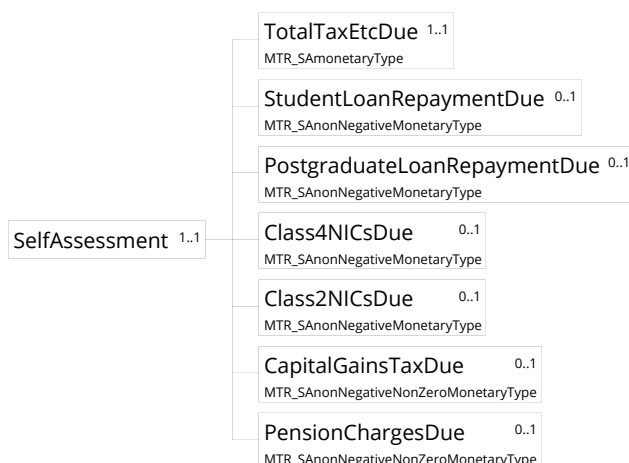 TotalTaxEtcDue 1..1
MTR_SAmonetaryType
StudentLoanRepaymentDue 0..1
MTR_SAnonNegativeMonetaryType
PostgraduateLoanRepaymentDue 0..1
MTR_SAnonNegativeMonetaryType
SelfAssessment 1..1
Class4NICsDue 0..1
MTR_SAnonNegativeMonetaryType
Class2NICsDue 0..1
MTR_SAnonNegativeMonetaryType
CapitalGainsTaxDue 0..1
MTR_SAnonNegativeNonZeroMonetaryType
PensionChargesDue 0..1
MTR_SAnonNegativeNonZeroMonetaryType